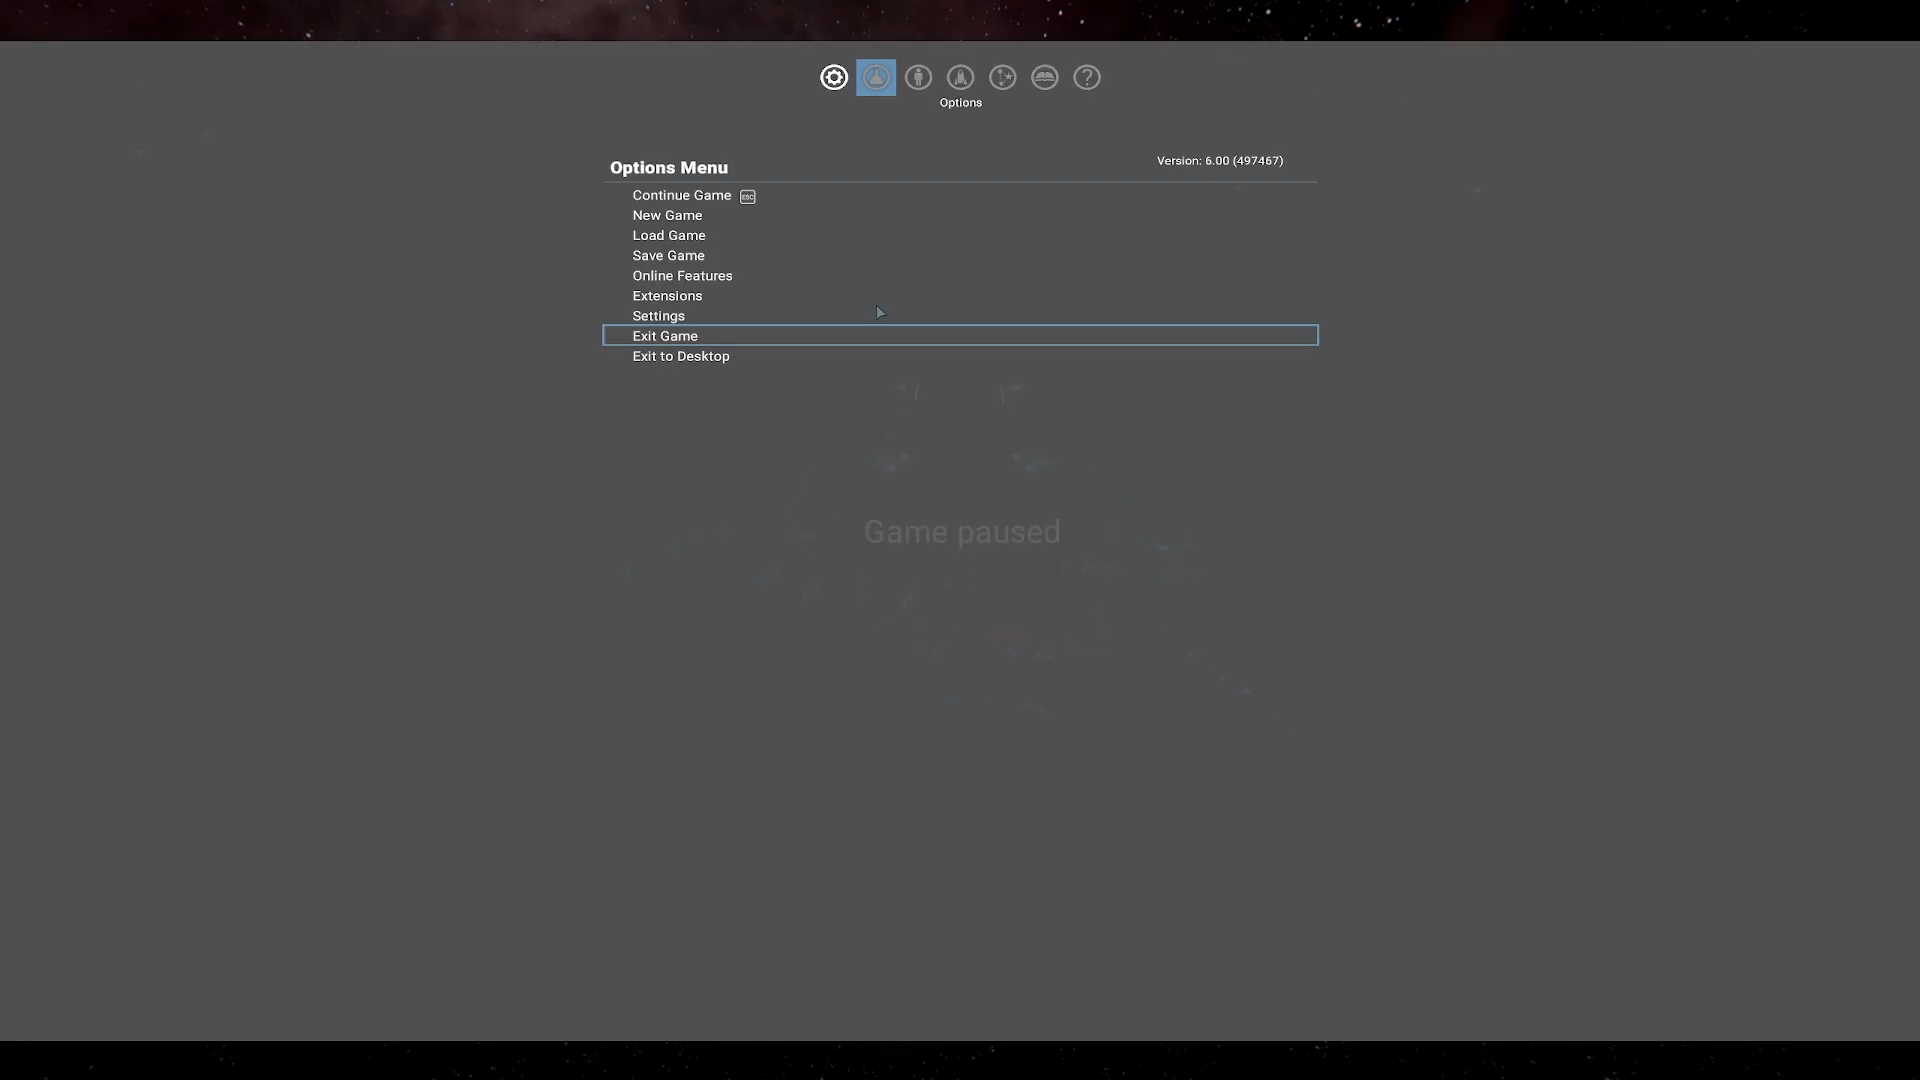 Options
Options Menu
Version: 6.00 (497467)
Continue Game ESC
New Game
Load Game
Save Game
Online Features
Extensions
Settings
Exit Game
Exit to Desktop
Game paused